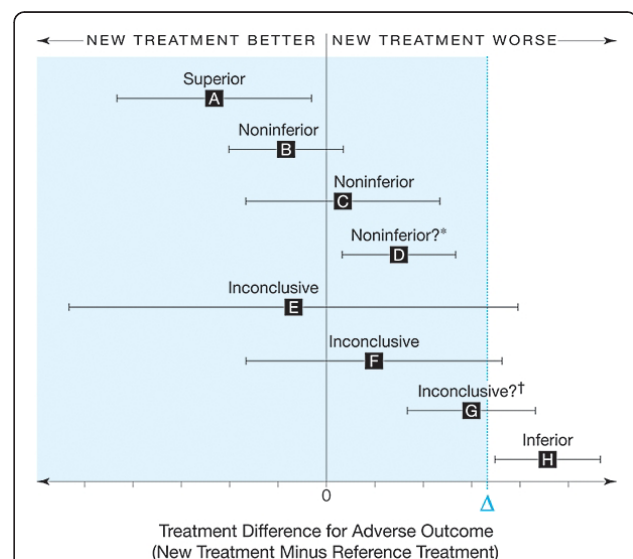 NEW TREATMENT BETTER NEW TREATMENT WORSE
Superior
A
Noninferior
B
Noninferior
C
Noninferior?*
D
Inconclusive
E
Inconclusive
F
Inconclusive?†
G
Inferior
H
0
Δ
Treatment Difference for Adverse Outcome
(New Treatment Minus Reference Treatment)